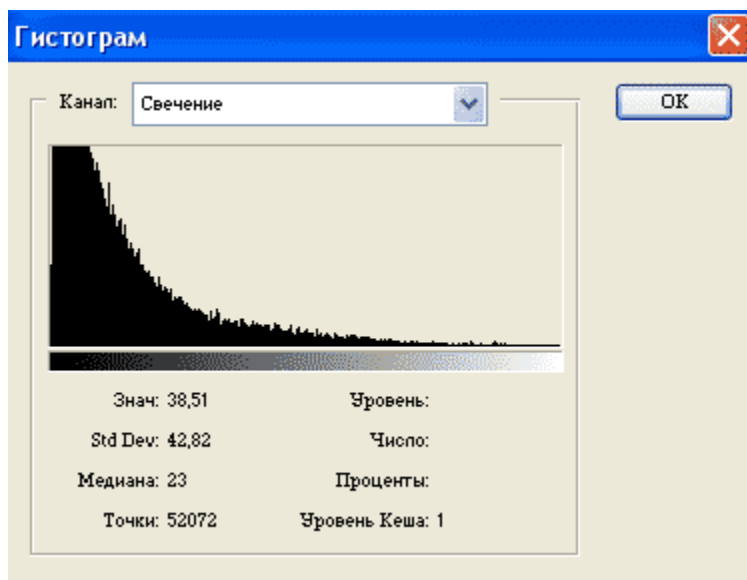 Гистограм
Канал: Свечение
OK
Знач: 38,51 Уровень:
Std Dev: 42,82 Число:
Медиана: 23 Проценты:
Точки: 52072 Уровень Кеша: 1